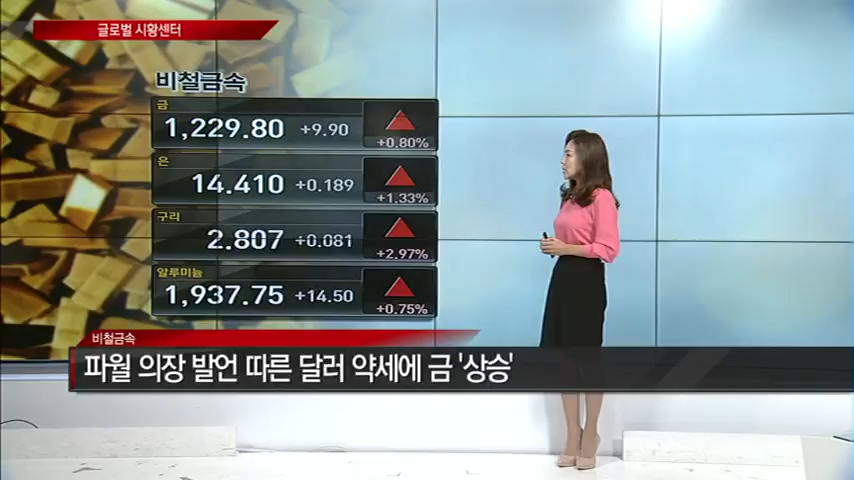 글로벌 시황센터
비철금속
금
1,229.80 +9.90 +0.80%
은
14.410 +0.189 +1.33%
구리
2.807 +0.081 +2.97%
알루미늄
1,937.75 +14.50 +0.75%
비철금속
파월 의장 발언 따른 달러 약세에 금 '상승'